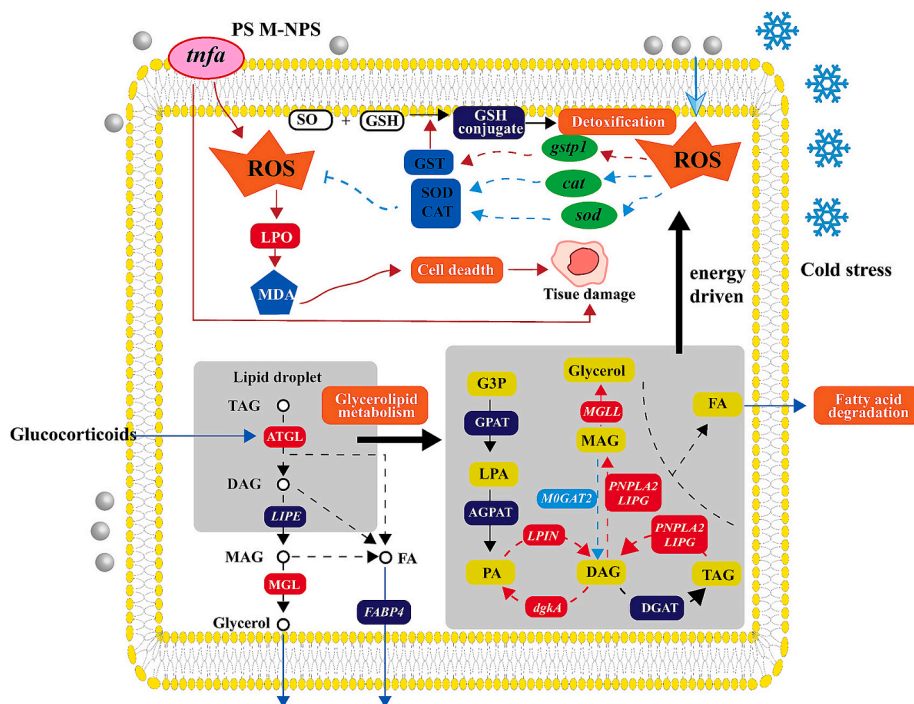 PS M-NPS
tnfa
SO + GSH
GSH
conjugate
Detoxification
gstp1
GST
ROS
ROS
SOD
CAT
cat
sod
LPO
MDA
Cell deadth
Tissue damage
energy
driven
Cold stress
Lipid droplet
TAG
Glycerolipid
metabolism
Glucocorticoids
ATGL
DAG
LIPE
MAG
FA
MGL
FABP4
Glycerol
G3P
GPAT
LPA
AGPAT
PA
LPIN
dgkA
Glycerol
MGLL
MAG
M0GAT2
PNPLA2
LIPG
DAG
DGAT
PNPLA2
LIPG
TAG
FA
Fatty acid
degradation